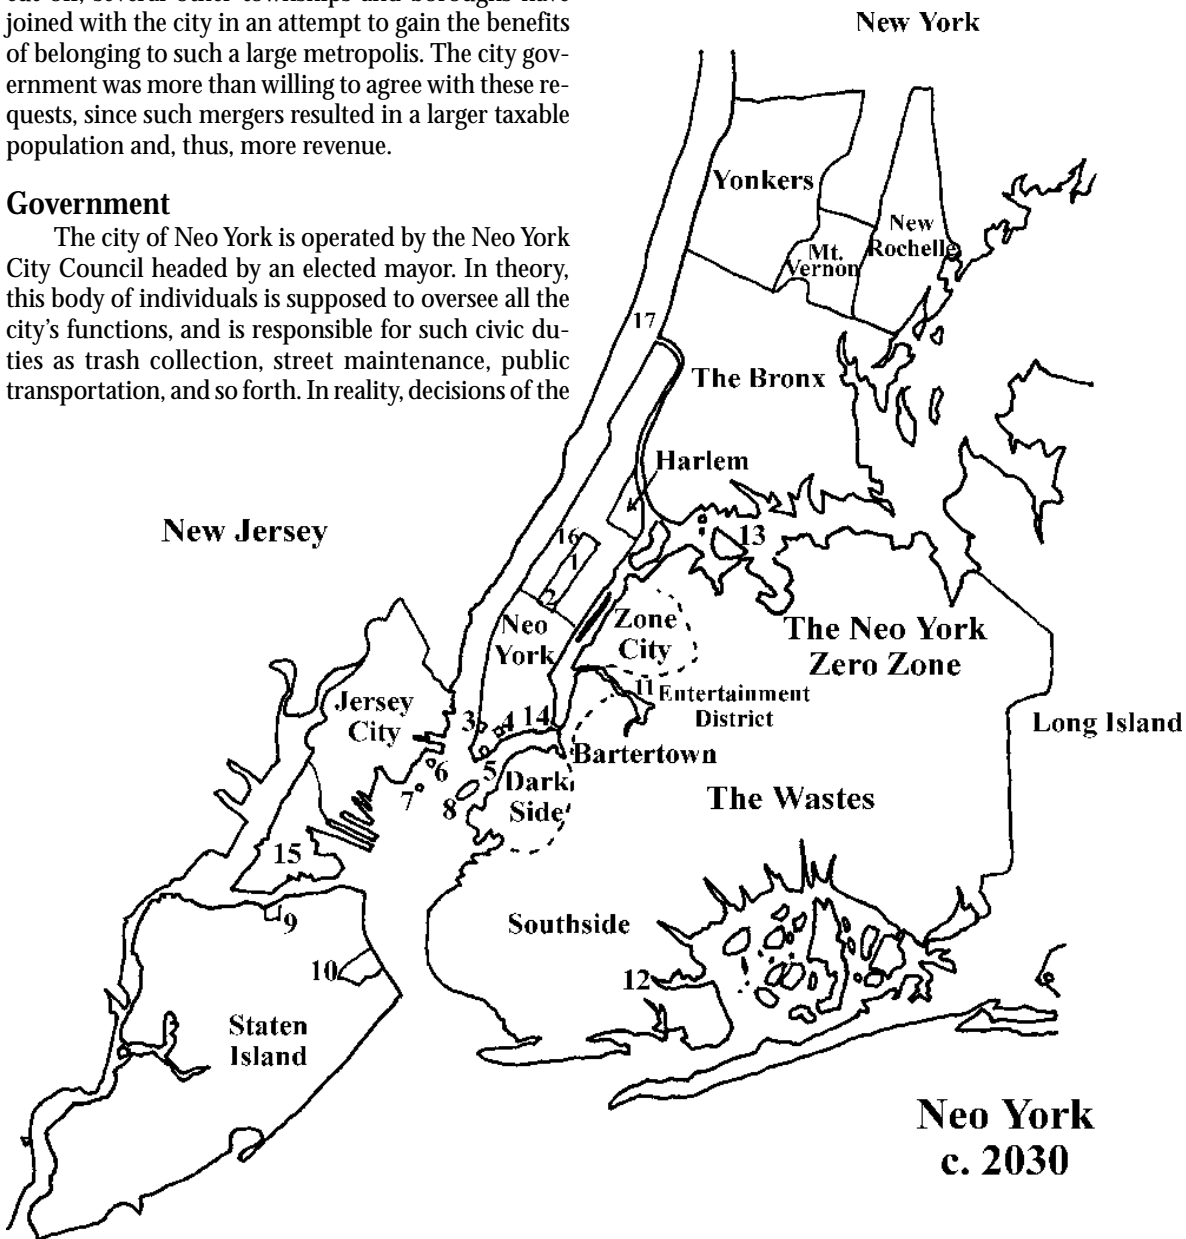 joined with the city in an attempt to gain the benefits
of belonging to such a large metropolis. The city gov-
ernment was more than willing to agree with these re-
quests, since such mergers resulted in a larger taxable
population and, thus, more revenue.
Government
The city of Neo York is operated by the Neo York
City Council headed by an elected mayor. In theory,
this body of individuals is supposed to oversee all the
city's functions, and is responsible for such civic du-
ties as trash collection, street maintenance, public
transportation, and so forth. In reality, decisions of the
New York
Yonkers
New
Rochelle
Mt.
Vernon
17
The Bronx
Harlem
New Jersey
16
1
2
13
Neo
York
Zone
City
The Neo York
Zero Zone
11 Entertainment
District
Jersey
City
3
4
14
Long Island
Bartertown
5
6
7
8
Dark
Side
The Wastes
15
9
Southside
10
12
Staten
Island
Neo York
c. 2030